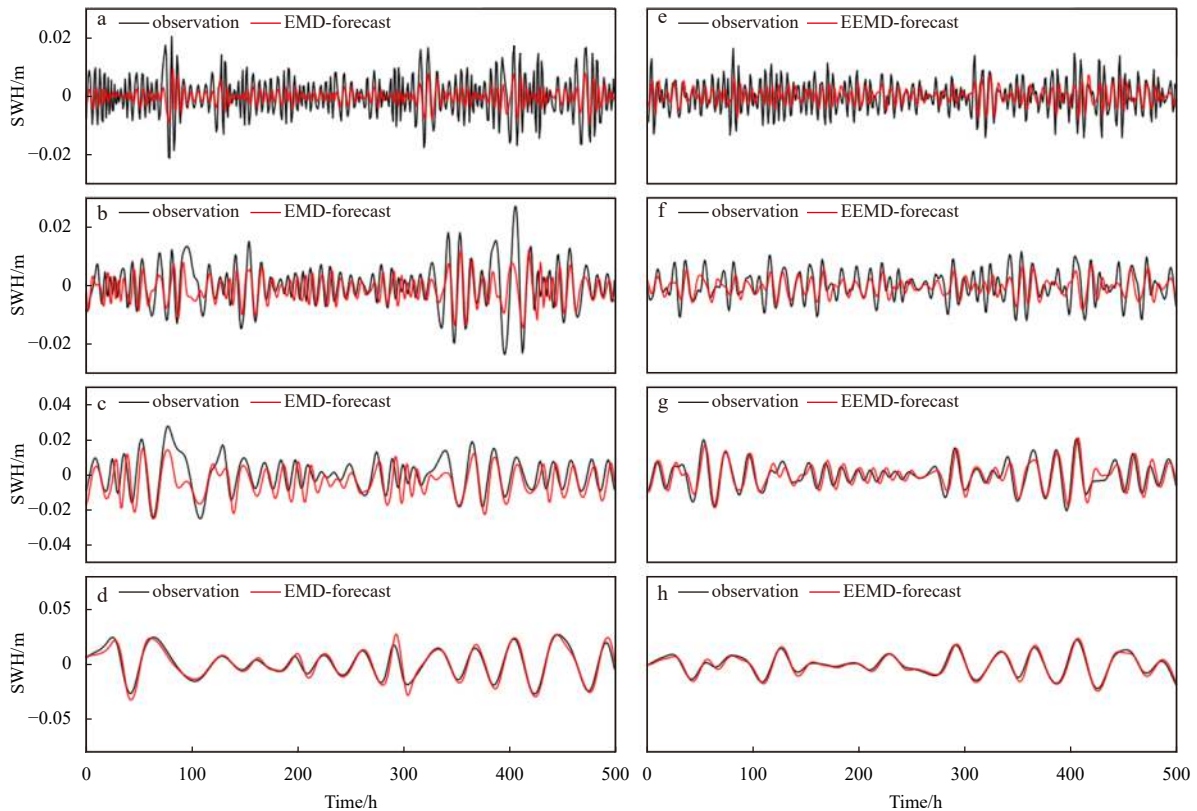 a observation EMD-forecast
0.02
0
−0.02
SWH/m
e observation EEMD-forecast
b observation EMD-forecast
0.02
0
−0.02
SWH/m
f observation EEMD-forecast
c observation EMD-forecast
0.04
0.02
0
−0.02
−0.04
SWH/m
g observation EEMD-forecast
d observation EMD-forecast
0.05
0
−0.05
SWH/m
h observation EEMD-forecast
0 100 200 300 400 500
0 100 200 300 400 500
Time/h
Time/h